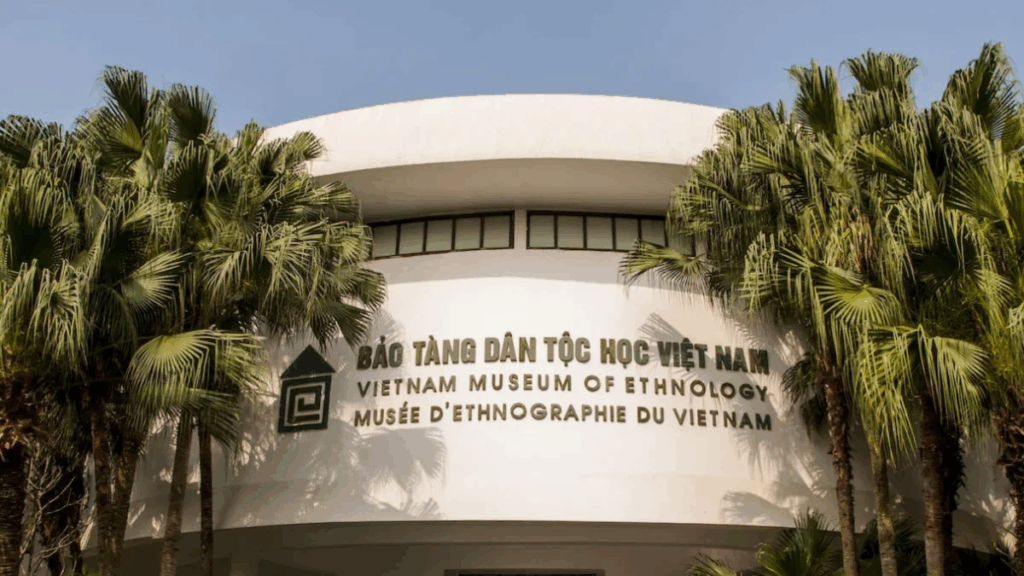 BẢO TÀNG DÂN TỘC HỌC VIỆT NAM
VIETNAM MUSEUM OF ETHNOLOGY
MUSÉE D'ETHNOGRAPHIE DU VIETNAM